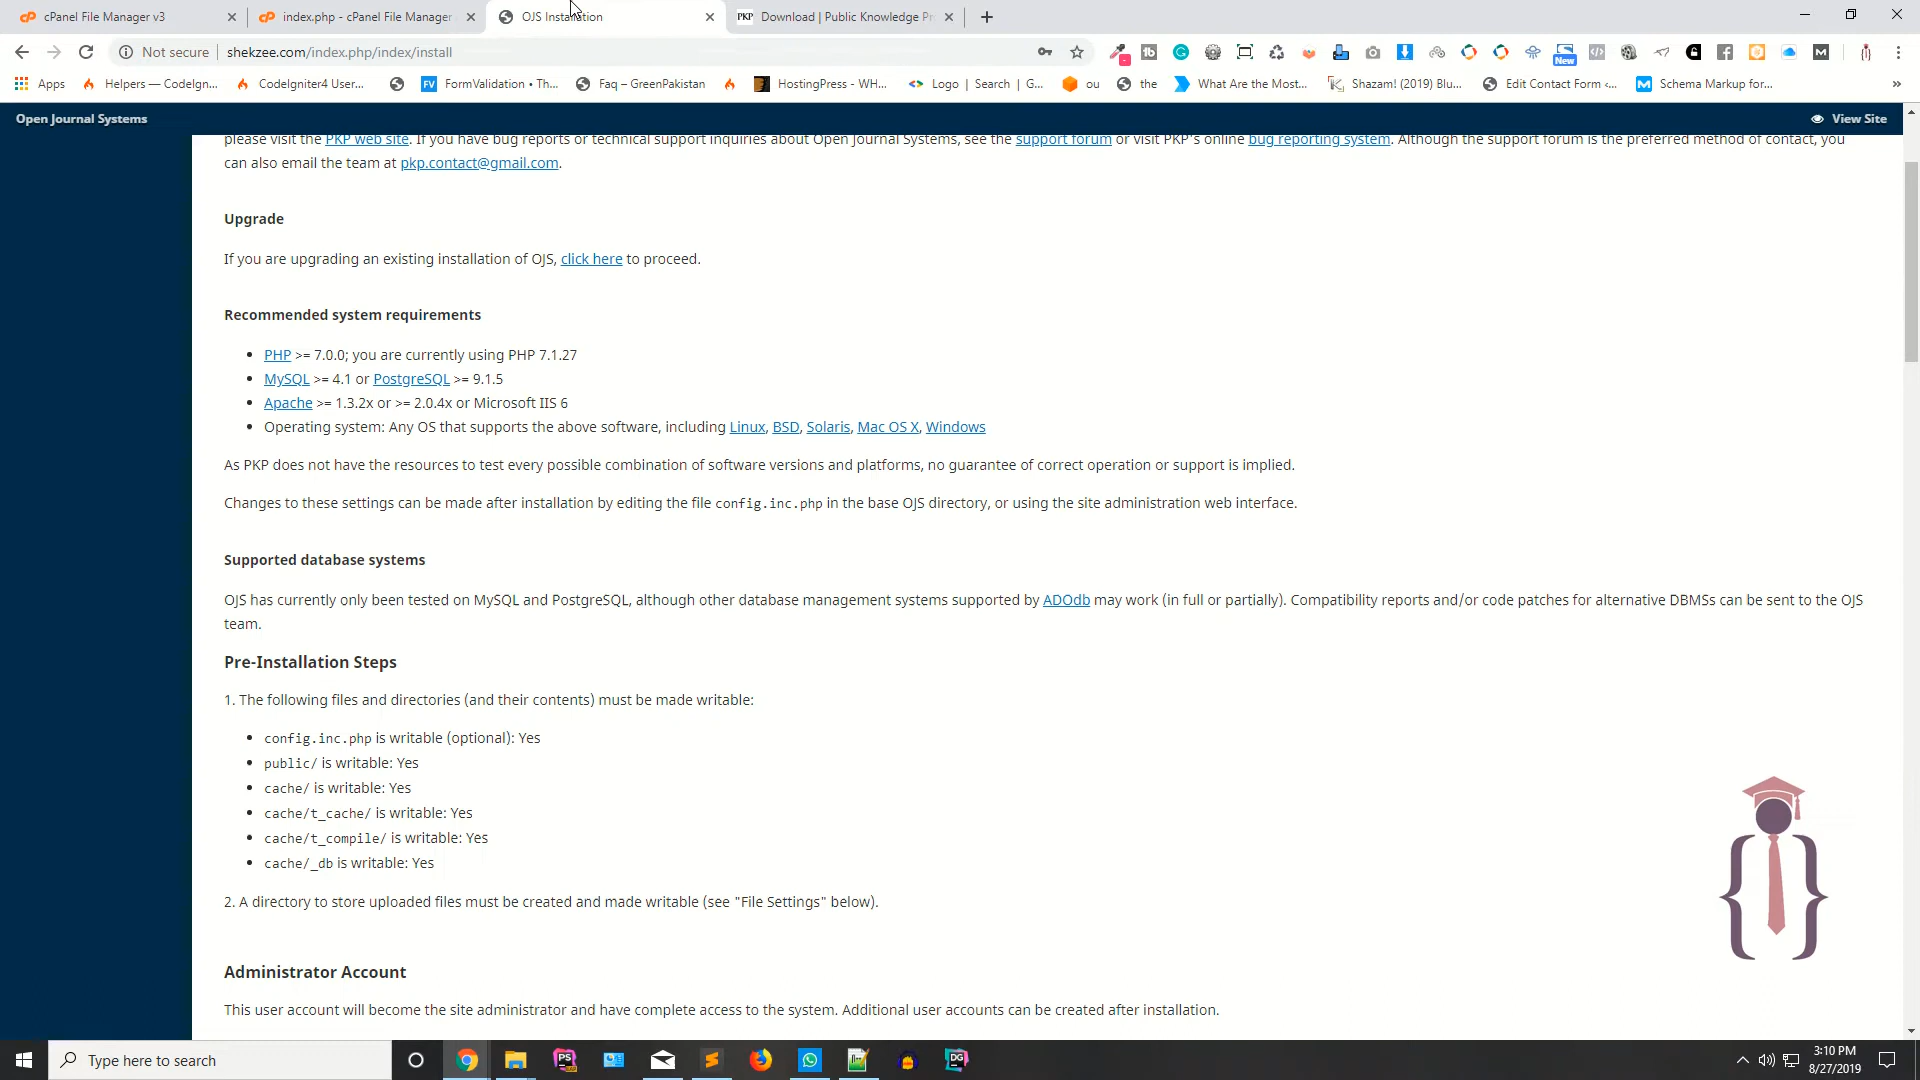 cPanel File Manager v3
index.php - cPanel File Manager
OJS Installation
PKP Download | Public Knowledge Pr
Not secure | shekzee.com/index.php/index/install
New
Apps
Helpers — CodeIgn...
CodeIgniter4 User...
FV FormValidation • Th...
Faq – GreenPakistan
HostingPress - WH...
Logo | Search | G...
ou
the
What Are the Most...
Shazam! (2019) Blu...
Edit Contact Form ‹...
Schema Markup for...
Open Journal Systems
View Site
please visit the PKP web site. If you have bug reports or technical support inquiries about Open Journal Systems, see the support forum or visit PKP's online bug reporting system. Although the support forum is the preferred method of contact, you
can also email the team at pkp.contact@gmail.com.
Upgrade
If you are upgrading an existing installation of OJS, click here to proceed.
Recommended system requirements
• PHP >= 7.0.0; you are currently using PHP 7.1.27
• MySQL >= 4.1 or PostgreSQL >= 9.1.5
• Apache >= 1.3.2x or >= 2.0.4x or Microsoft IIS 6
• Operating system: Any OS that supports the above software, including Linux, BSD, Solaris, Mac OS X, Windows
As PKP does not have the resources to test every possible combination of software versions and platforms, no guarantee of correct operation or support is implied.
Changes to these settings can be made after installation by editing the file config.inc.php in the base OJS directory, or using the site administration web interface.
Supported database systems
OJS has currently only been tested on MySQL and PostgreSQL, although other database management systems supported by ADOdb may work (in full or partially). Compatibility reports and/or code patches for alternative DBMSs can be sent to the OJS
team.
Pre-Installation Steps
1. The following files and directories (and their contents) must be made writable:
• config.inc.php is writable (optional): Yes
• public/ is writable: Yes
• cache/ is writable: Yes
• cache/t_cache/ is writable: Yes
• cache/t_compile/ is writable: Yes
• cache/_db is writable: Yes
2. A directory to store uploaded files must be created and made writable (see "File Settings" below).
Administrator Account
This user account will become the site administrator and have complete access to the system. Additional user accounts can be created after installation.
Type here to search
PS
DG
3:10 PM
8/27/2019